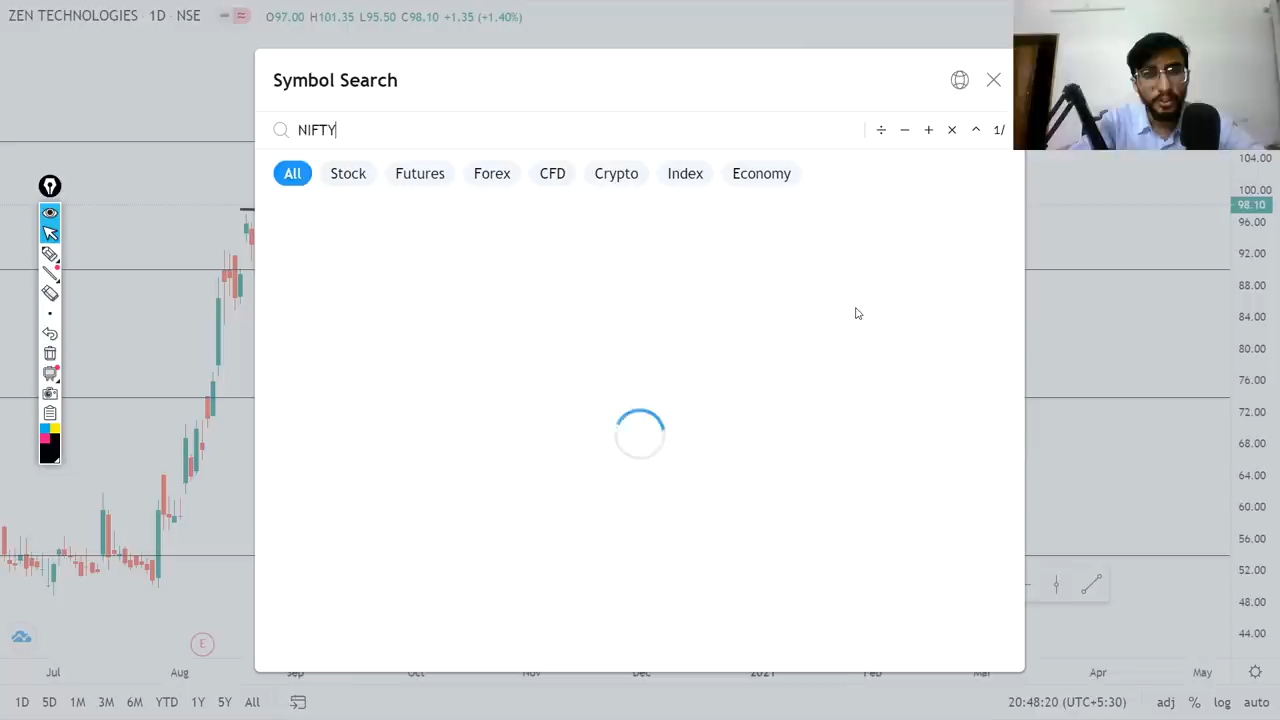 ZEN TECHNOLOGIES · 1D · NSE
O97.00 H101.35 L95.50 C98.10 +1.35 (+1.40%)
Symbol Search
NIFTY
÷ − + × ^ 1/
All Stock Futures Forex CFD Crypto Index Economy
104.00
100.00
98.10
96.00
92.00
88.00
84.00
80.00
76.00
72.00
68.00
64.00
60.00
56.00
52.00
48.00
44.00
E
Jul Aug Sep Oct Nov Dec 2021 Feb Mar Apr May
1D 5D 1M 3M 6M YTD 1Y 5Y All
20:48:20 (UTC+5:30) adj % log auto